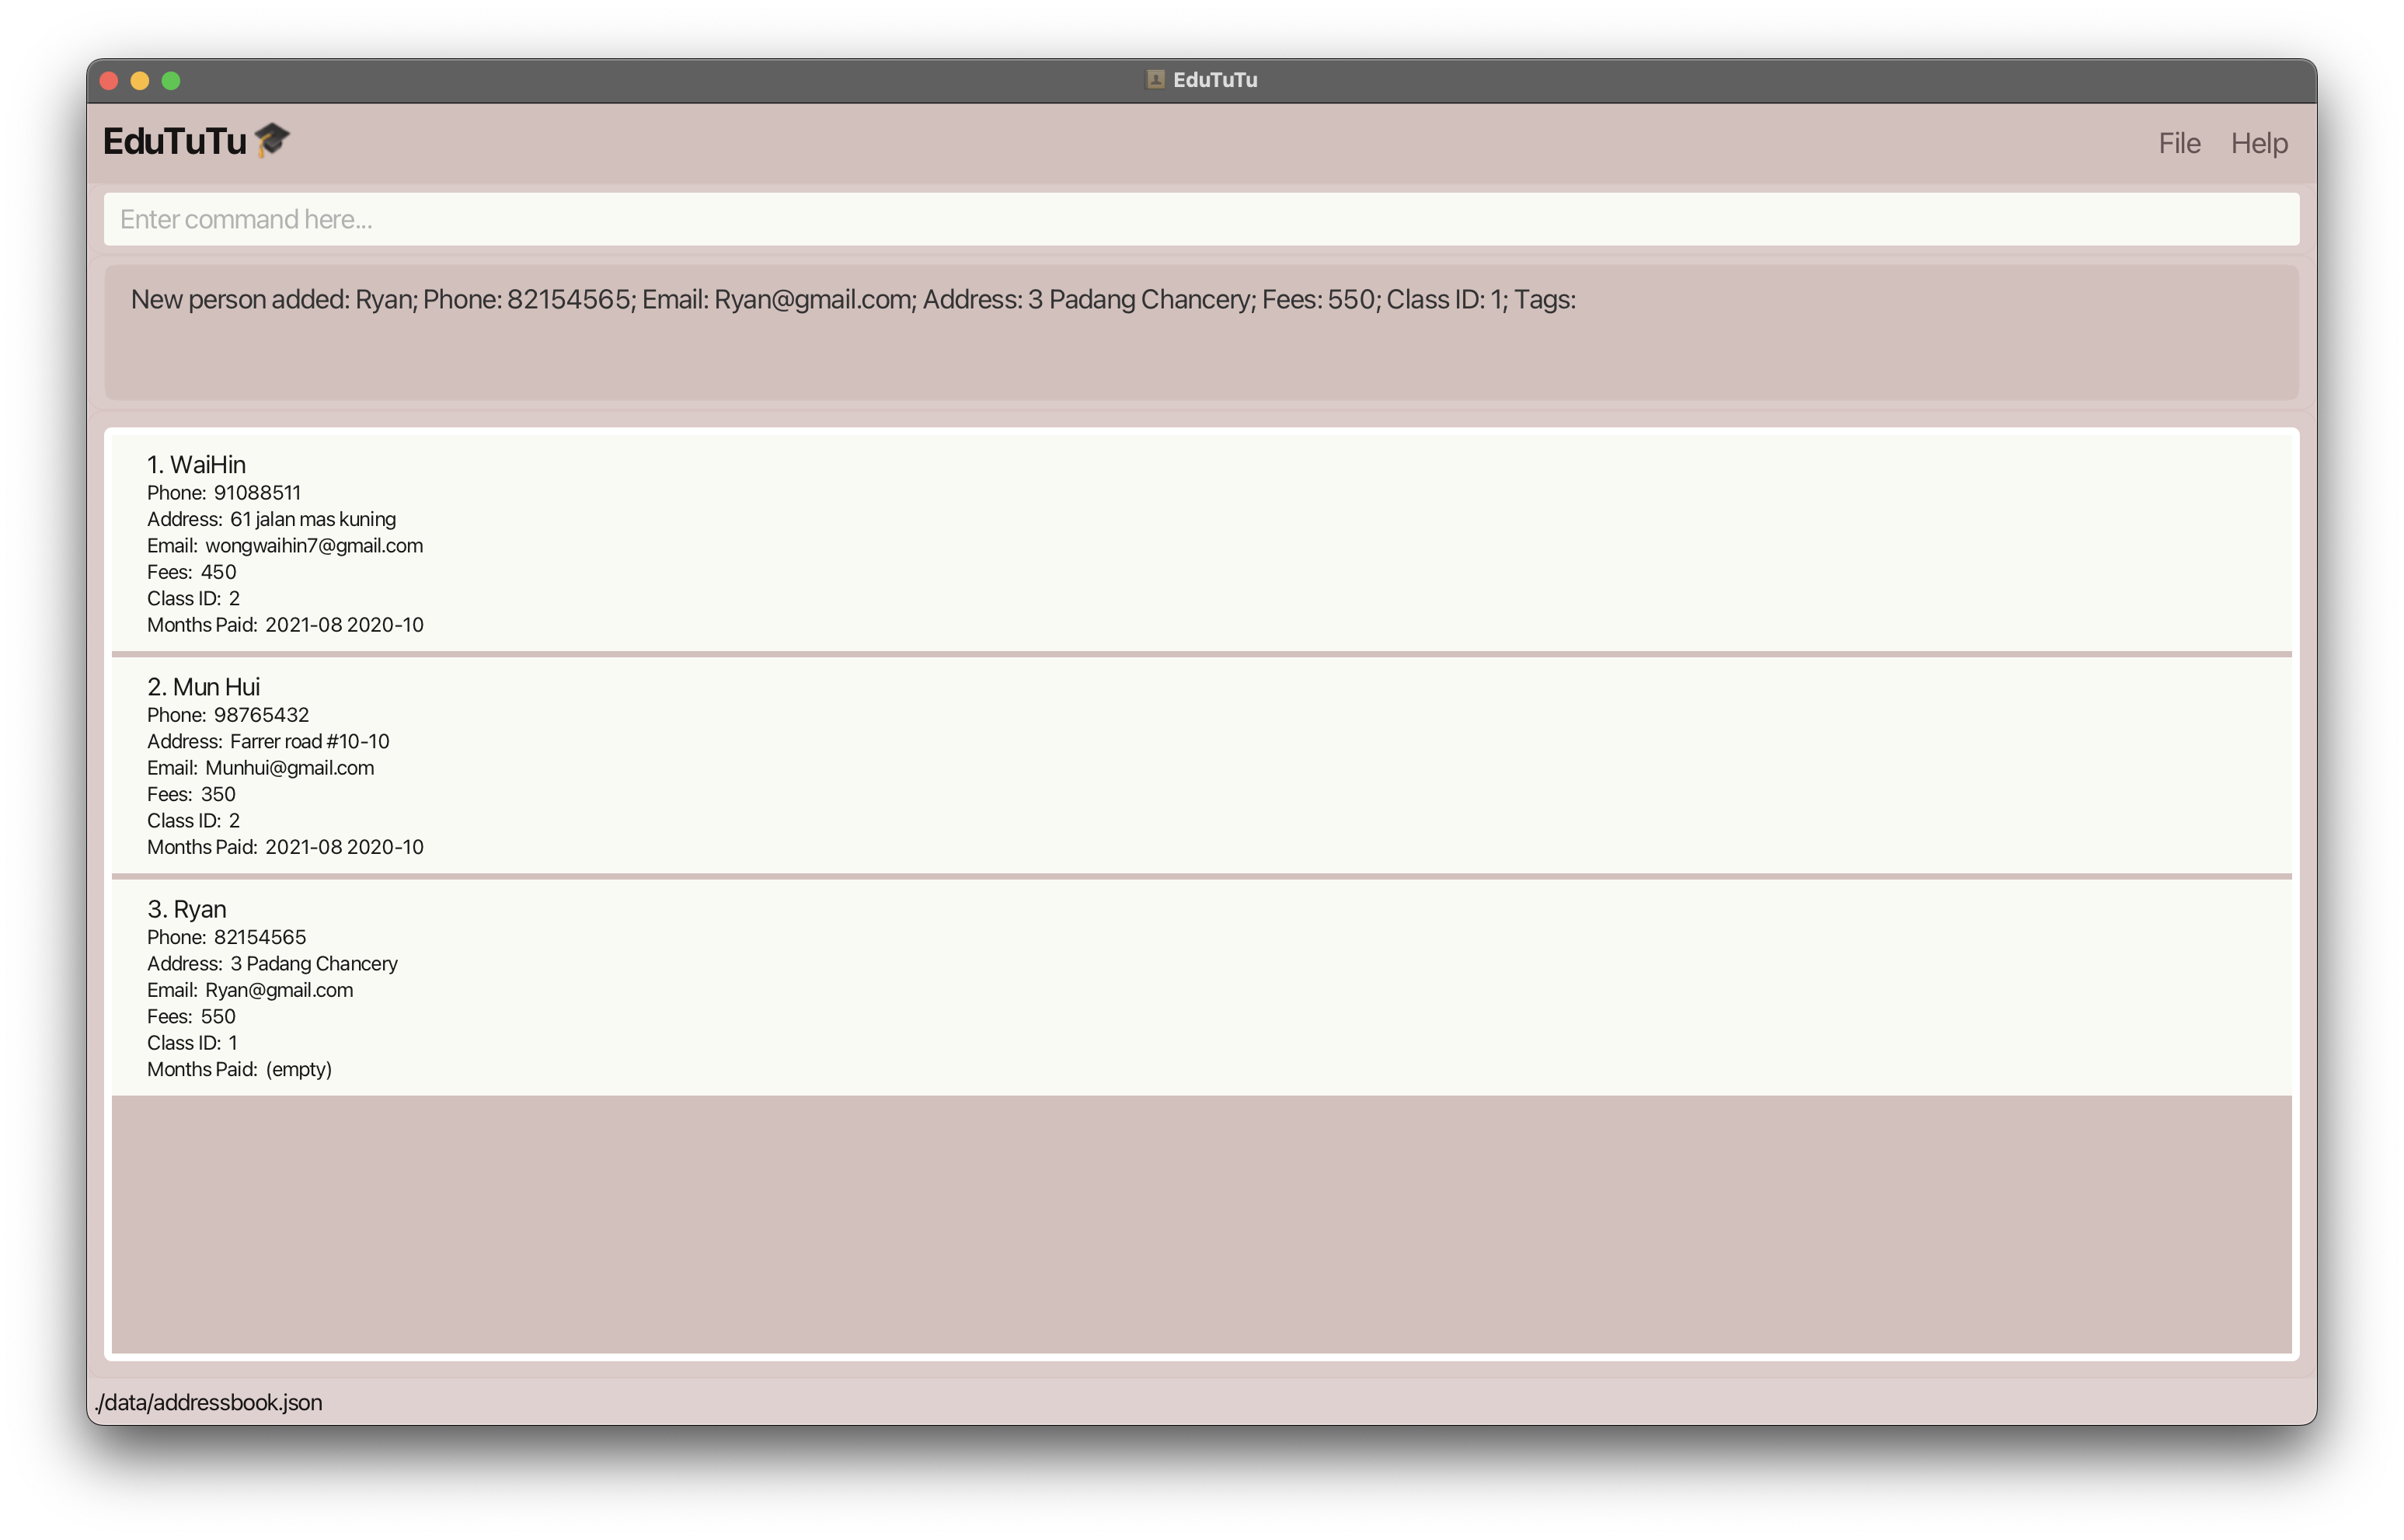 EduTuTu
EduTuTu
File Help
Enter command here...
New person added: Ryan; Phone: 82154565; Email: Ryan@gmail.com; Address: 3 Padang Chancery; Fees: 550; Class ID: 1; Tags:
1. WaiHin
Phone: 91088511
Address: 61 jalan mas kuning
Email: wongwaihin7@gmail.com
Fees: 450
Class ID: 2
Months Paid: 2021-08 2020-10
2. Mun Hui
Phone: 98765432
Address: Farrer road #10-10
Email: Munhui@gmail.com
Fees: 350
Class ID: 2
Months Paid: 2021-08 2020-10
3. Ryan
Phone: 82154565
Address: 3 Padang Chancery
Email: Ryan@gmail.com
Fees: 550
Class ID: 1
Months Paid: (empty)
./data/addressbook.json